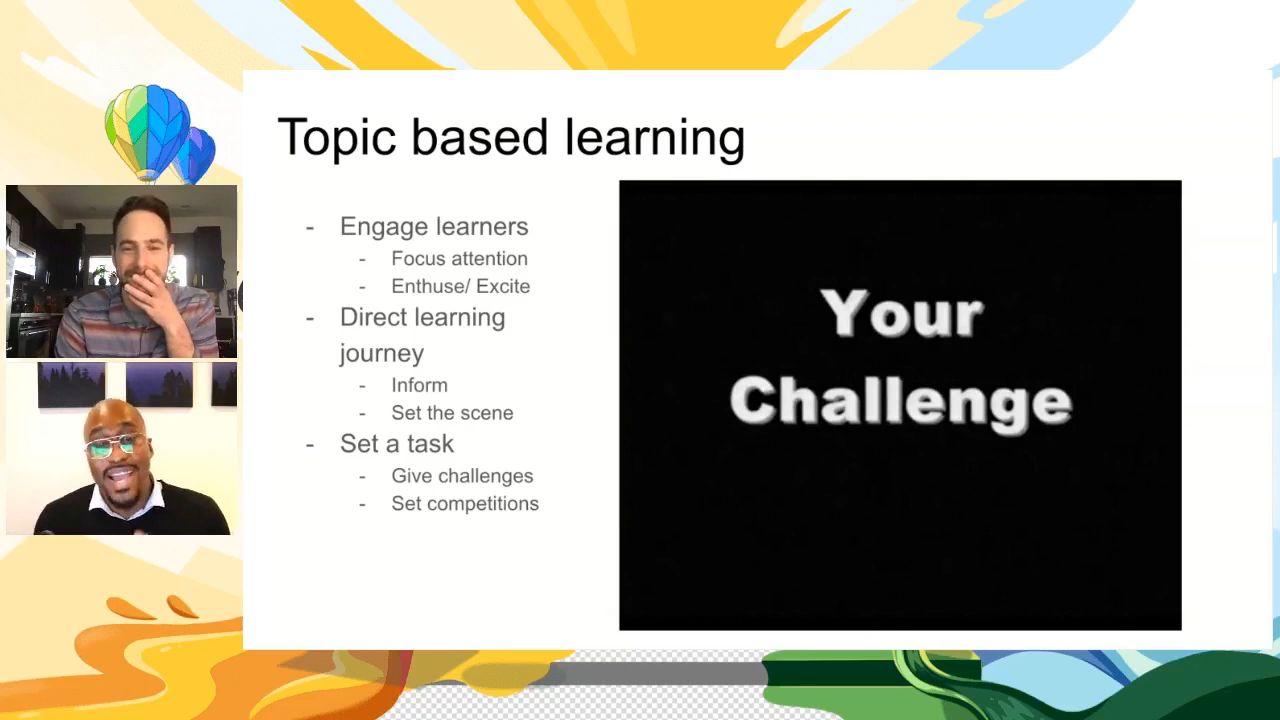 Topic based learning
- Engage learners
- Focus attention
- Enthuse/ Excite
- Direct learning
journey
- Inform
- Set the scene
- Set a task
- Give challenges
- Set competitions
Your
Challenge